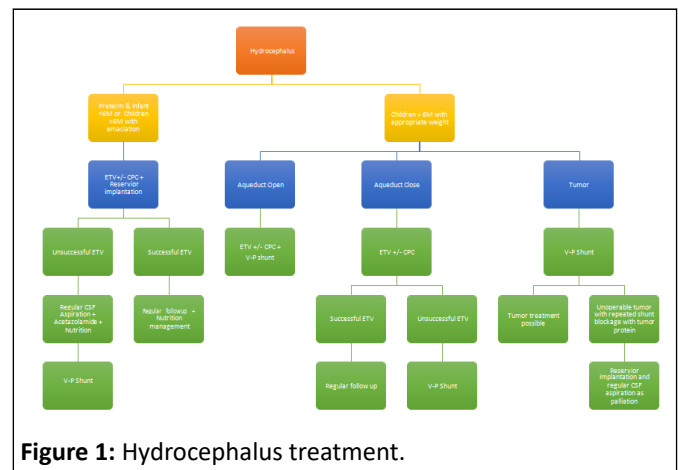 Hydrocephalus
Preterm & Infant
<6M or Children
>6M with
emaciation
Children > 6M with
appropriate weight
ETV+/- CPC +
Reservior
implantation
Aqueduct Open
Aqueduct Close
Tumor
Unsuccessful ETV
Successful ETV
ETV +/- CPC +
V-P shunt
ETV +/- CPC
V-P Shunt
Regular CSF
Aspiration +
Acetazolamide +
Nutrition
Regular followup +
Nutrition
management
Successful ETV
Unsuccessful ETV
Tumor treatment
possible
Unoperable tumor
with repeated shunt
blockage with tumor
protein
V-P Shunt
Regular follow up
V-P Shunt
Reservior
implantation and
regular CSF
aspiration as
palliation
Figure 1: Hydrocephalus treatment.